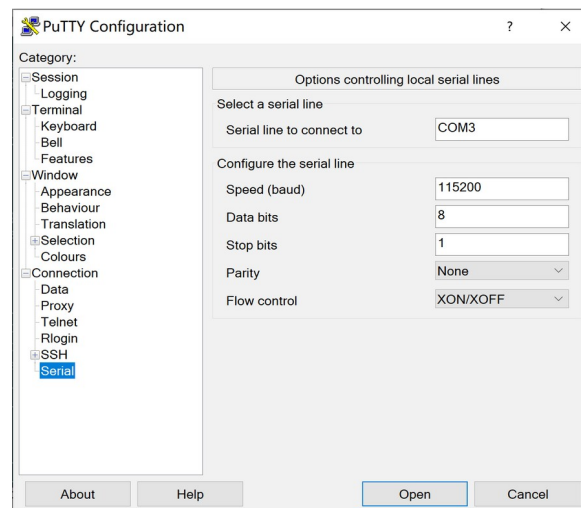 PuTTY Configuration ? ×
Category:
Session
Logging
Terminal
Keyboard
Bell
Features
Window
Appearance
Behaviour
Translation
Selection
Colours
Connection
Data
Proxy
Telnet
Rlogin
SSH
Serial
Options controlling local serial lines
Select a serial line
Serial line to connect to COM3
Configure the serial line
Speed (baud) 115200
Data bits 8
Stop bits 1
Parity None
Flow control XON/XOFF
About Help Open Cancel